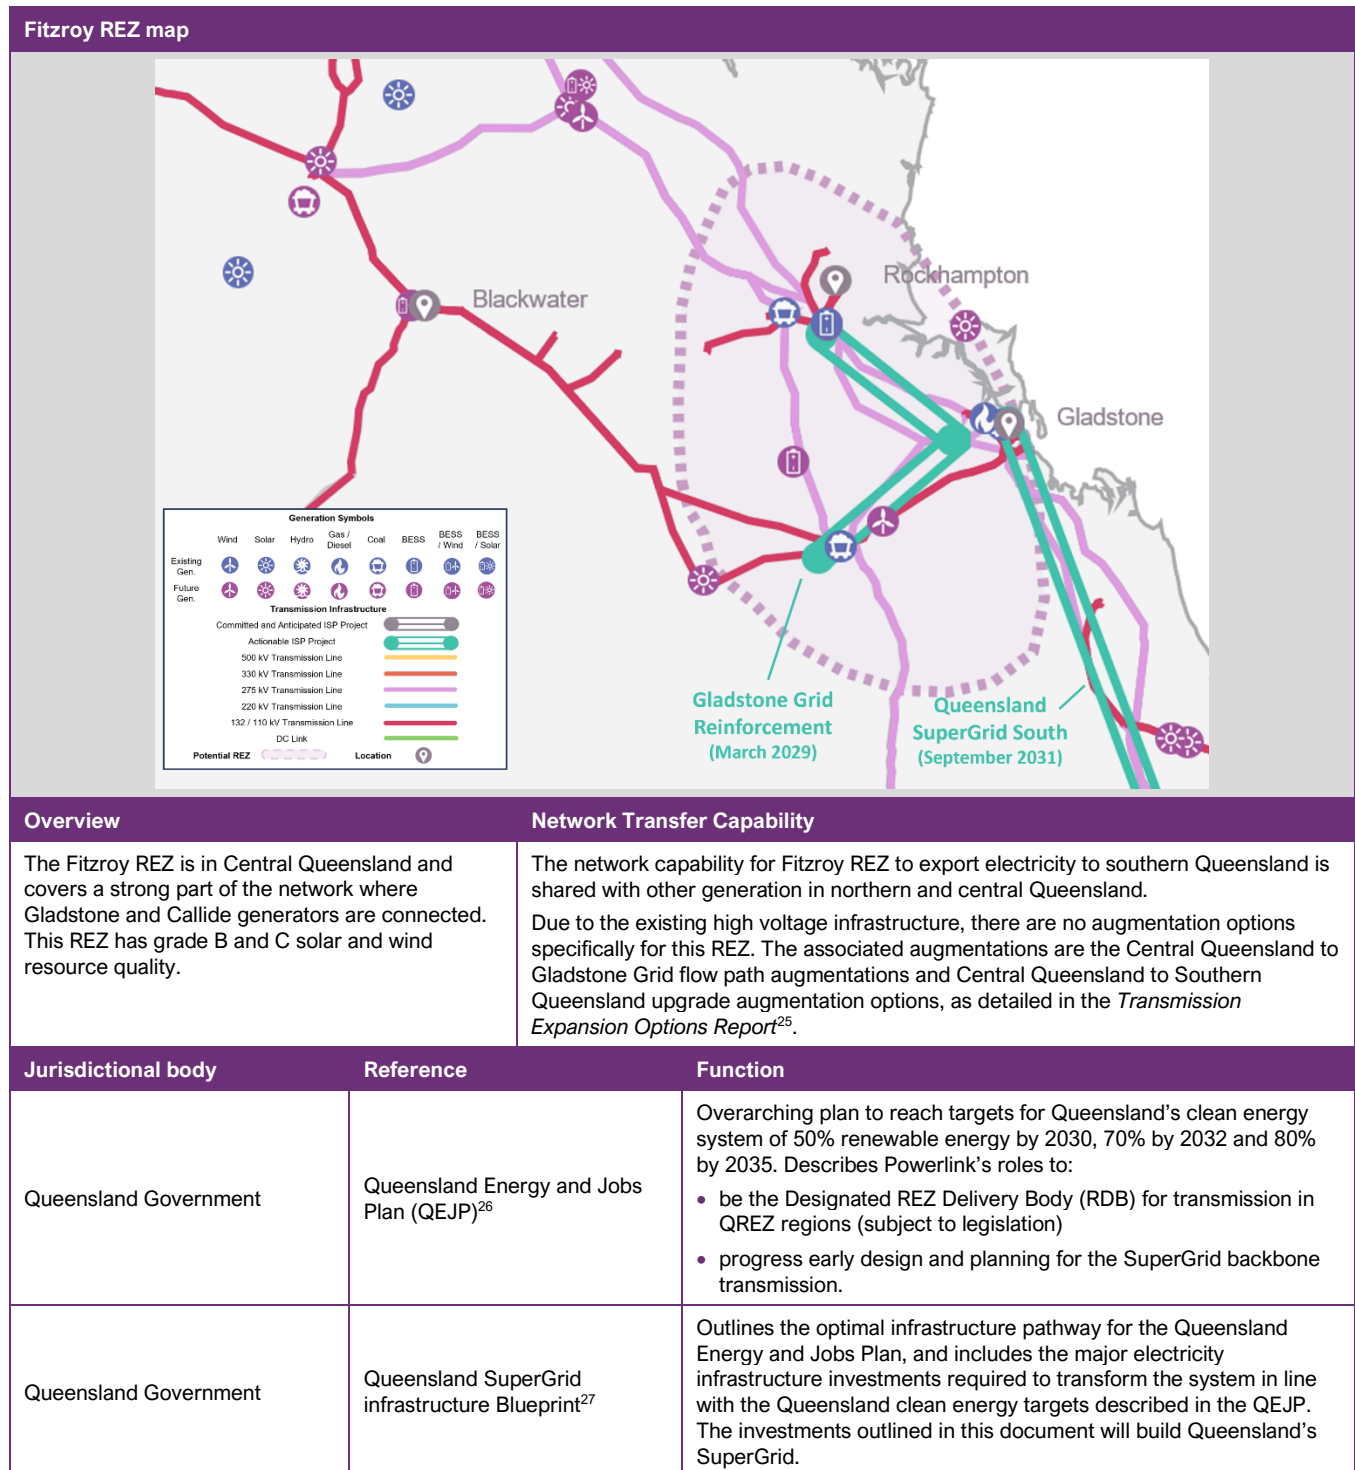 Fitzroy REZ map
Rockhampton
Blackwater
Gladstone
Generation Symbols
Wind Solar Hydro Gas / Diesel Coal BESS BESS / Wind BESS / Solar
Existing Gen.
Future Gen.
Transmission Infrastructure
Committed and Anticipated ISP Project
Actionable ISP Project
500 kV Transmission Line
330 kV Transmission Line
275 kV Transmission Line
220 kV Transmission Line
132 / 110 kV Transmission Line
DC Link
Potential REZ Location
Gladstone Grid
Reinforcement
(March 2029)
Queensland
SuperGrid South
(September 2031)
Overview
The Fitzroy REZ is in Central Queensland and
covers a strong part of the network where
Gladstone and Callide generators are connected.
This REZ has grade B and C solar and wind
resource quality.
Network Transfer Capability
The network capability for Fitzroy REZ to export electricity to southern Queensland is
shared with other generation in northern and central Queensland.
Due to the existing high voltage infrastructure, there are no augmentation options
specifically for this REZ. The associated augmentations are the Central Queensland to
Gladstone Grid flow path augmentations and Central Queensland to Southern
Queensland upgrade augmentation options, as detailed in the Transmission
Expansion Options Report25.
Jurisdictional body Reference Function
Queensland Government
Queensland Energy and Jobs
Plan (QEJP)26
Overarching plan to reach targets for Queensland's clean energy
system of 50% renewable energy by 2030, 70% by 2032 and 80%
by 2035. Describes Powerlink's roles to:
• be the Designated REZ Delivery Body (RDB) for transmission in
QREZ regions (subject to legislation)
• progress early design and planning for the SuperGrid backbone
transmission.
Queensland Government
Queensland SuperGrid
infrastructure Blueprint27
Outlines the optimal infrastructure pathway for the Queensland
Energy and Jobs Plan, and includes the major electricity
infrastructure investments required to transform the system in line
with the Queensland clean energy targets described in the QEJP.
The investments outlined in this document will build Queensland's
SuperGrid.